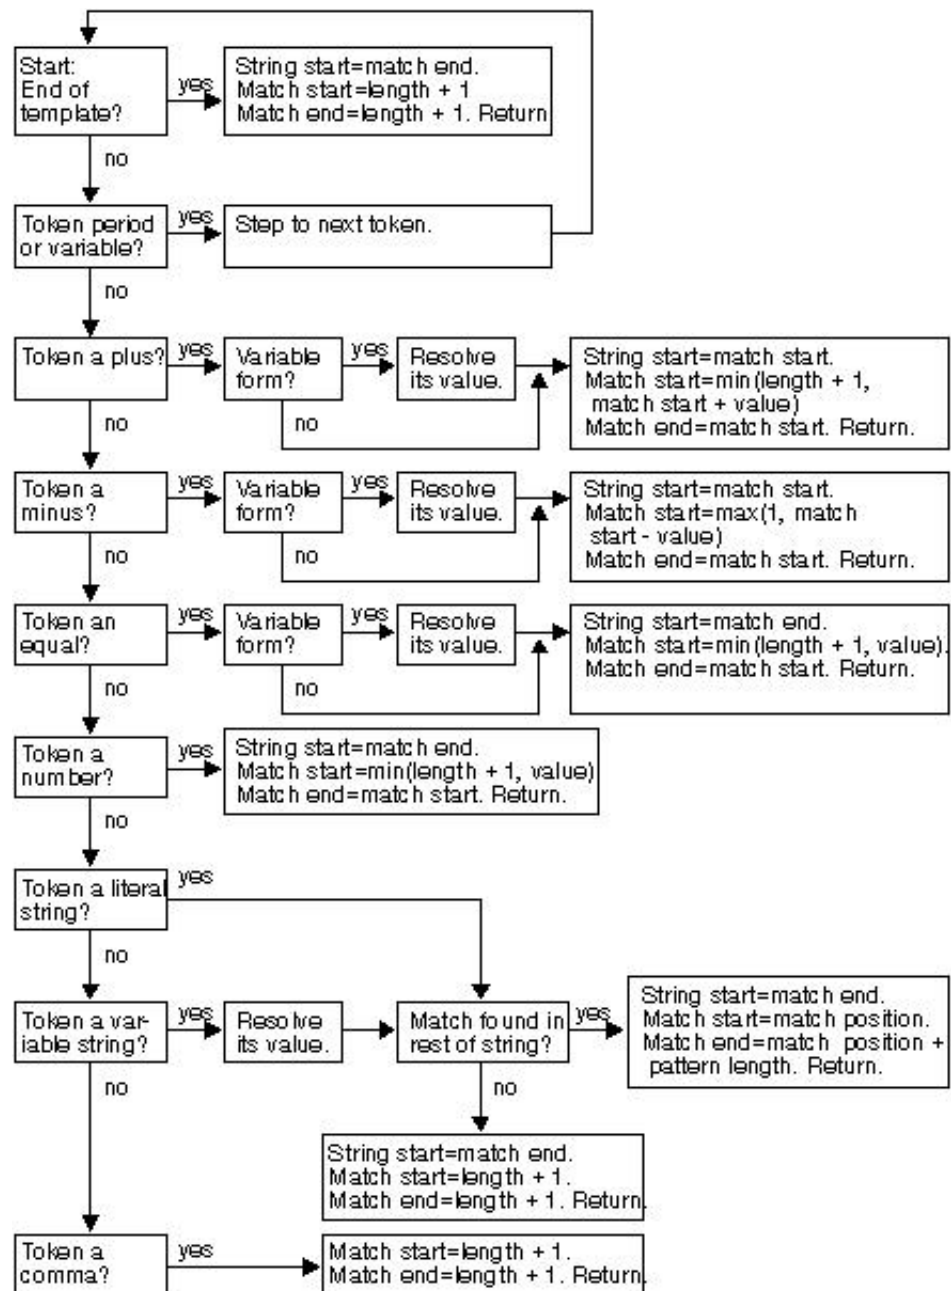 Start:
End of
template?
yes
String start=match end.
Match start=length + 1
Match end=length + 1. Return
no
Token period
or variable?
yes
Step to next token.
no
Token a plus?
yes
Variable
form?
yes
Resolve
its value.
String start=match start.
Match start=min(length + 1,
match start + value)
Match end=match start. Return.
no
no
Token a
minus?
yes
Variable
form?
yes
Resolve
its value.
String start=match start.
Match start=max(1, match
start - value)
Match end=match start. Return.
no
no
Token an
equal?
yes
Variable
form?
yes
Resolve
its value.
String start=match end.
Match start=min(length + 1, value).
Match end=match start. Return.
no
no
Token a
number?
yes
String start=match end.
Match start=min(length + 1, value)
Match end=match start. Return.
no
Token a literal
string?
yes
no
Token a var-
iable string?
yes
Resolve
its value.
Match found in
rest of string?
yes
String start=match end.
Match start=match position.
Match end=match position +
pattern length. Return.
no
no
String start=match end.
Match start=length + 1.
Match end=length + 1. Return.
Token a
comma?
yes
Match start=length + 1.
Match end=length + 1. Return.